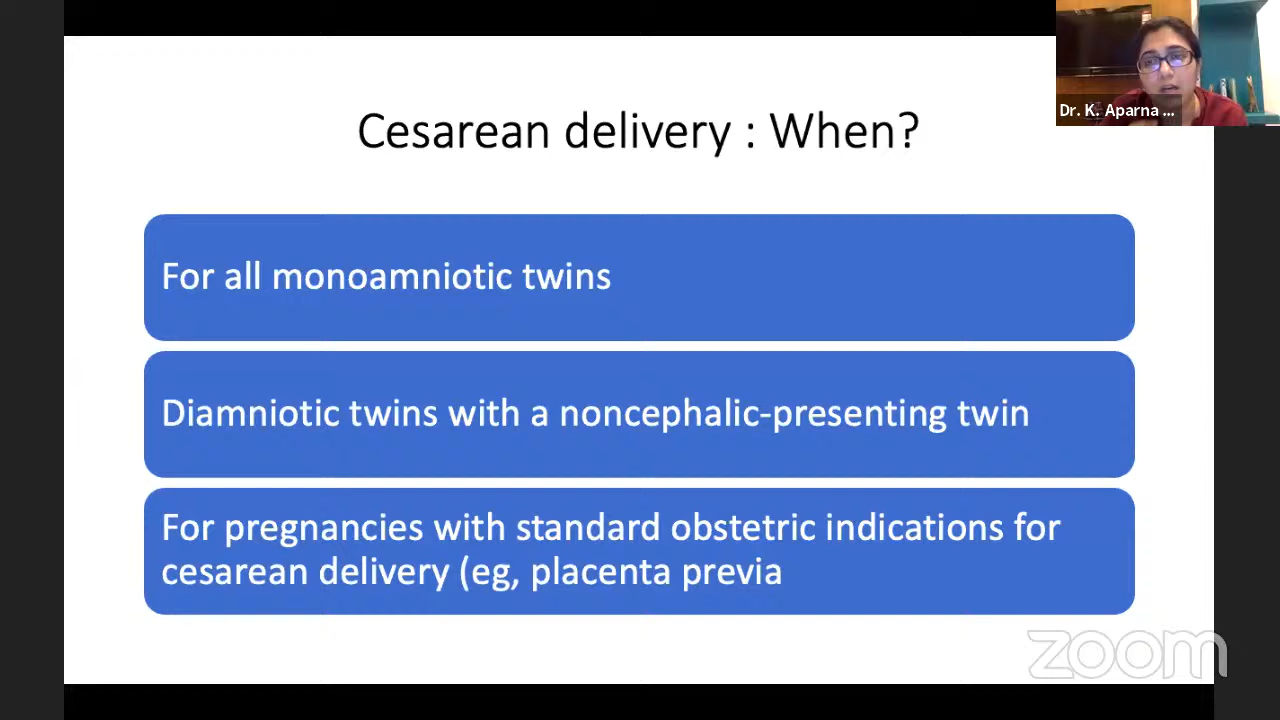 Dr. K. Aparna ...
Cesarean delivery : When?
For all monoamniotic twins
Diamniotic twins with a noncephalic-presenting twin
For pregnancies with standard obstetric indications for
cesarean delivery (eg, placenta previa
zoom